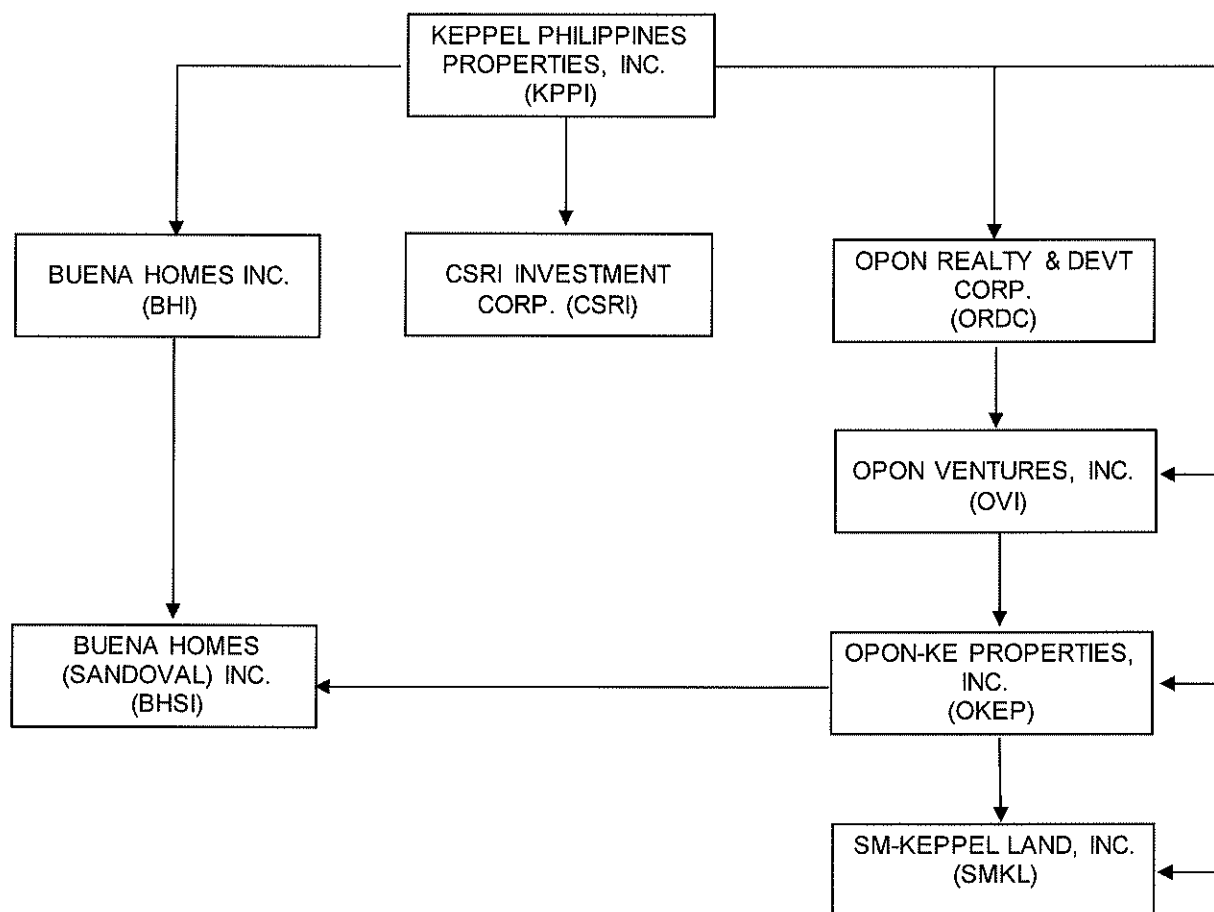 KEPPEL PHILIPPINES
PROPERTIES, INC.
(KPPI)
BUENA HOMES INC.
(BHI)
CSRI INVESTMENT
CORP. (CSRI)
OPON REALTY & DEVT
CORP.
(ORDC)
OPON VENTURES, INC.
(OVI)
BUENA HOMES
(SANDOVAL) INC.
(BHSI)
OPON-KE PROPERTIES,
INC.
(OKEP)
SM-KEPPEL LAND, INC.
(SMKL)